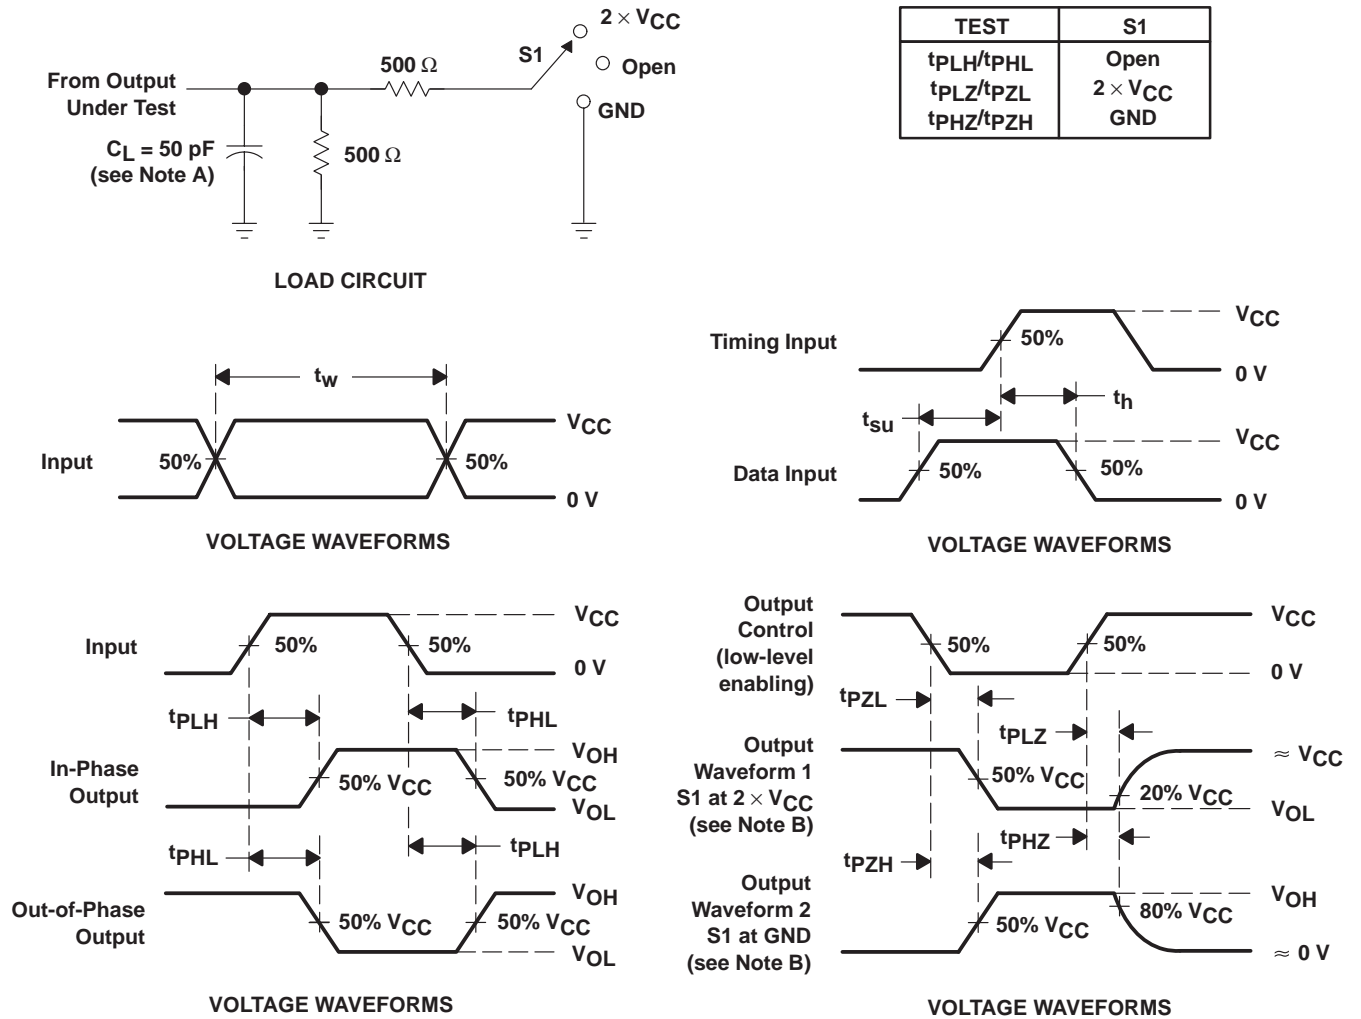 2 × VCC
S1
Open
GND
500 Ω
From Output
Under Test
CL = 50 pF
(see Note A)
500 Ω
LOAD CIRCUIT
TEST S1
tPLH/tPHL Open
tPLZ/tPZL 2 × VCC
tPHZ/tPZH GND
tw
VCC
Input
50%
50%
0 V
VOLTAGE WAVEFORMS
Timing Input
50%
VCC
0 V
th
tsu
VCC
Data Input
50%
50%
0 V
VOLTAGE WAVEFORMS
Input
50%
50%
VCC
0 V
tPLH
tPHL
In-Phase
Output
50% VCC
50% VCC
VOH
VOL
tPHL
tPLH
Out-of-Phase
Output
50% VCC
50% VCC
VOH
VOL
VOLTAGE WAVEFORMS
Output
Control
(low-level
enabling)
50%
50%
VCC
0 V
tPZL
tPLZ
Output
Waveform 1
S1 at 2 × VCC
(see Note B)
50% VCC
20% VCC
≈ VCC
VOL
tPZH
tPHZ
Output
Waveform 2
S1 at GND
(see Note B)
50% VCC
80% VCC
VOH
≈ 0 V
VOLTAGE WAVEFORMS